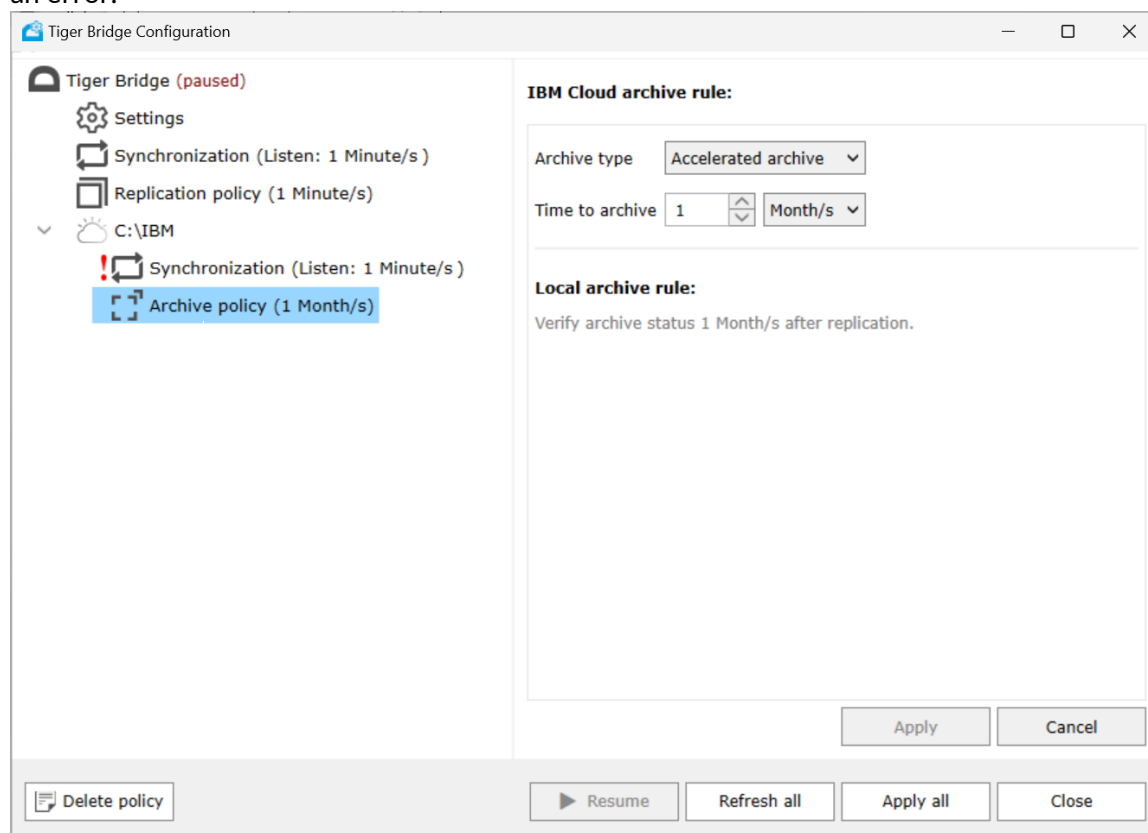 an error.
Tiger Bridge Configuration
Tiger Bridge (paused)
Settings
Synchronization (Listen: 1 Minute/s )
Replication policy (1 Minute/s)
C:\IBM
Synchronization (Listen: 1 Minute/s )
Archive policy (1 Month/s)
IBM Cloud archive rule:
Archive type Accelerated archive
Time to archive 1 Month/s
Local archive rule:
Verify archive status 1 Month/s after replication.
Apply Cancel
Delete policy Resume Refresh all Apply all Close